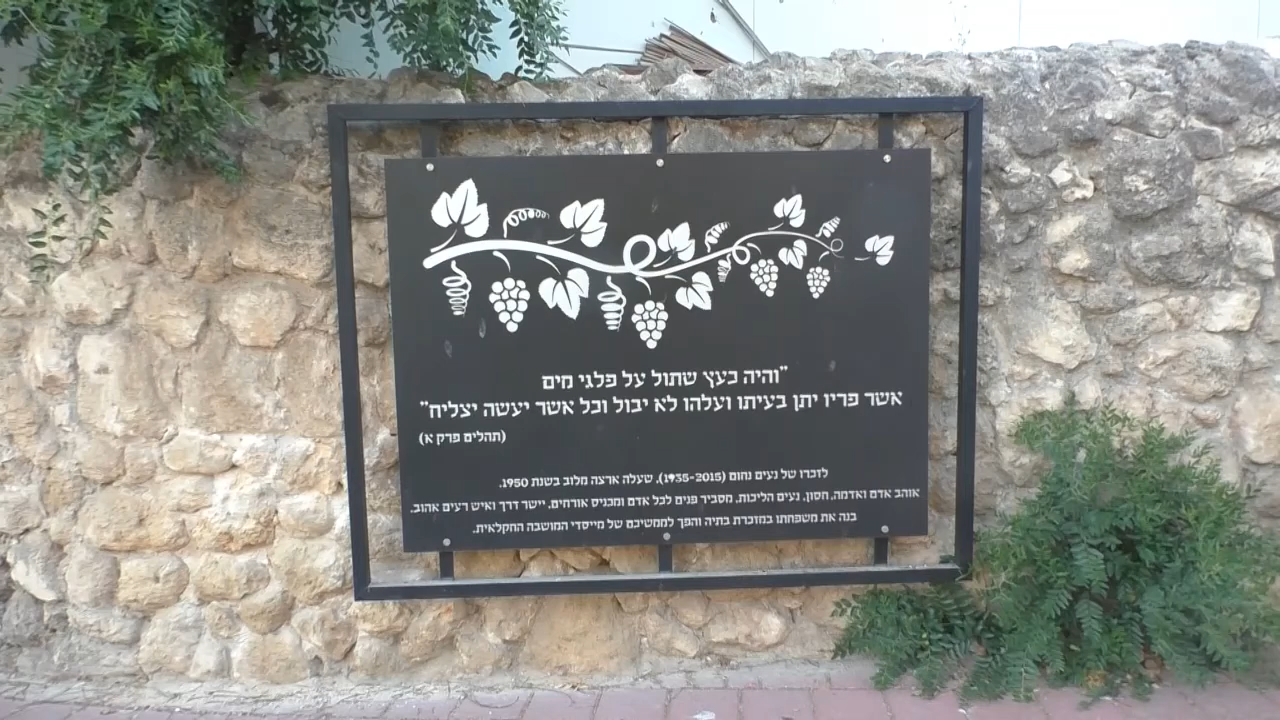 "והיה כעץ שתול על פלגי מים
אשר פריו יתן בעיתו ועלהו לא יבול וכל אשר יעשה יצליח"
(תהלים פרק א)
לזכרו של נעים נחום (1935-2015), שעלה ארצה מלוב בשנת 1950.
אוהב אדם ואדמה, חסון, נעים הליכות, מסביר פנים לכל אדם ומכניס אורחים, יישר דרך ואיש רעים אהוב.
בנה את משפחתו במזכרת בתיה והפך לממשיכם של מייסדי המושבה החקלאית.